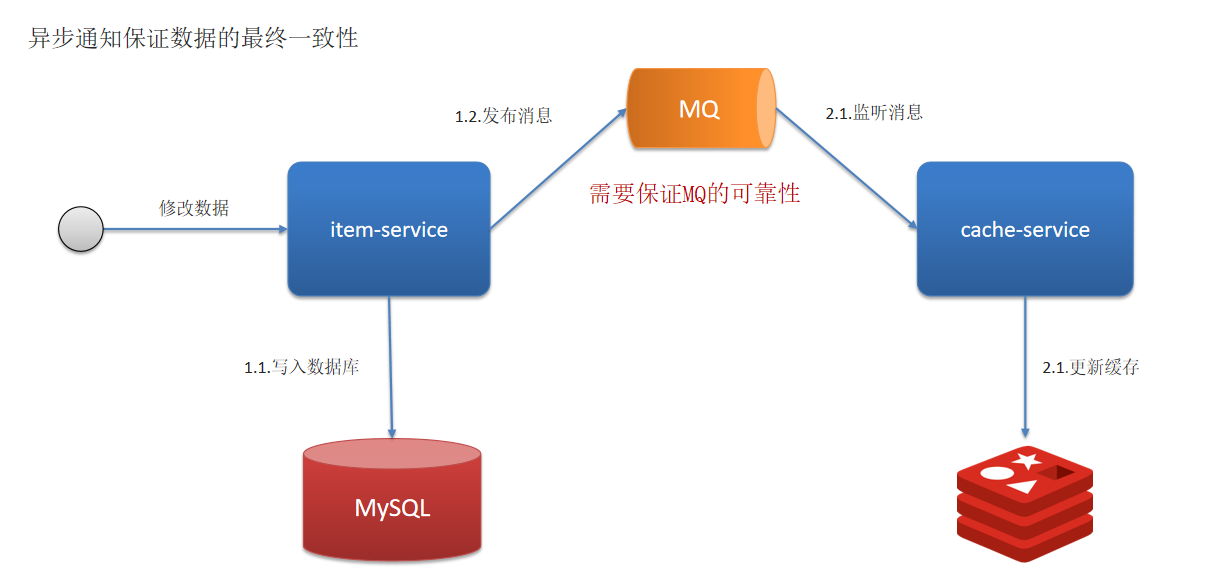 异步通知保证数据的最终一致性
MQ
1.2.发布消息
2.1.监听消息
需要保证MQ的可靠性
修改数据
item-service
cache-service
1.1.写入数据库
2.1.更新缓存
MySQL